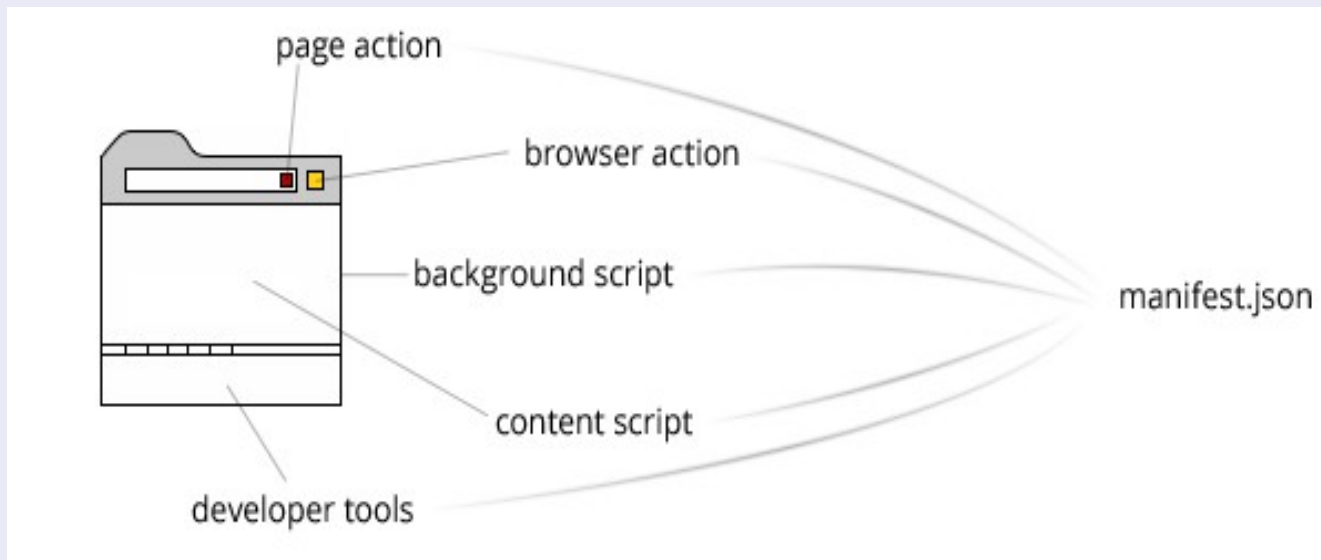 page action
browser action
background script
manifest.json
content script
developer tools